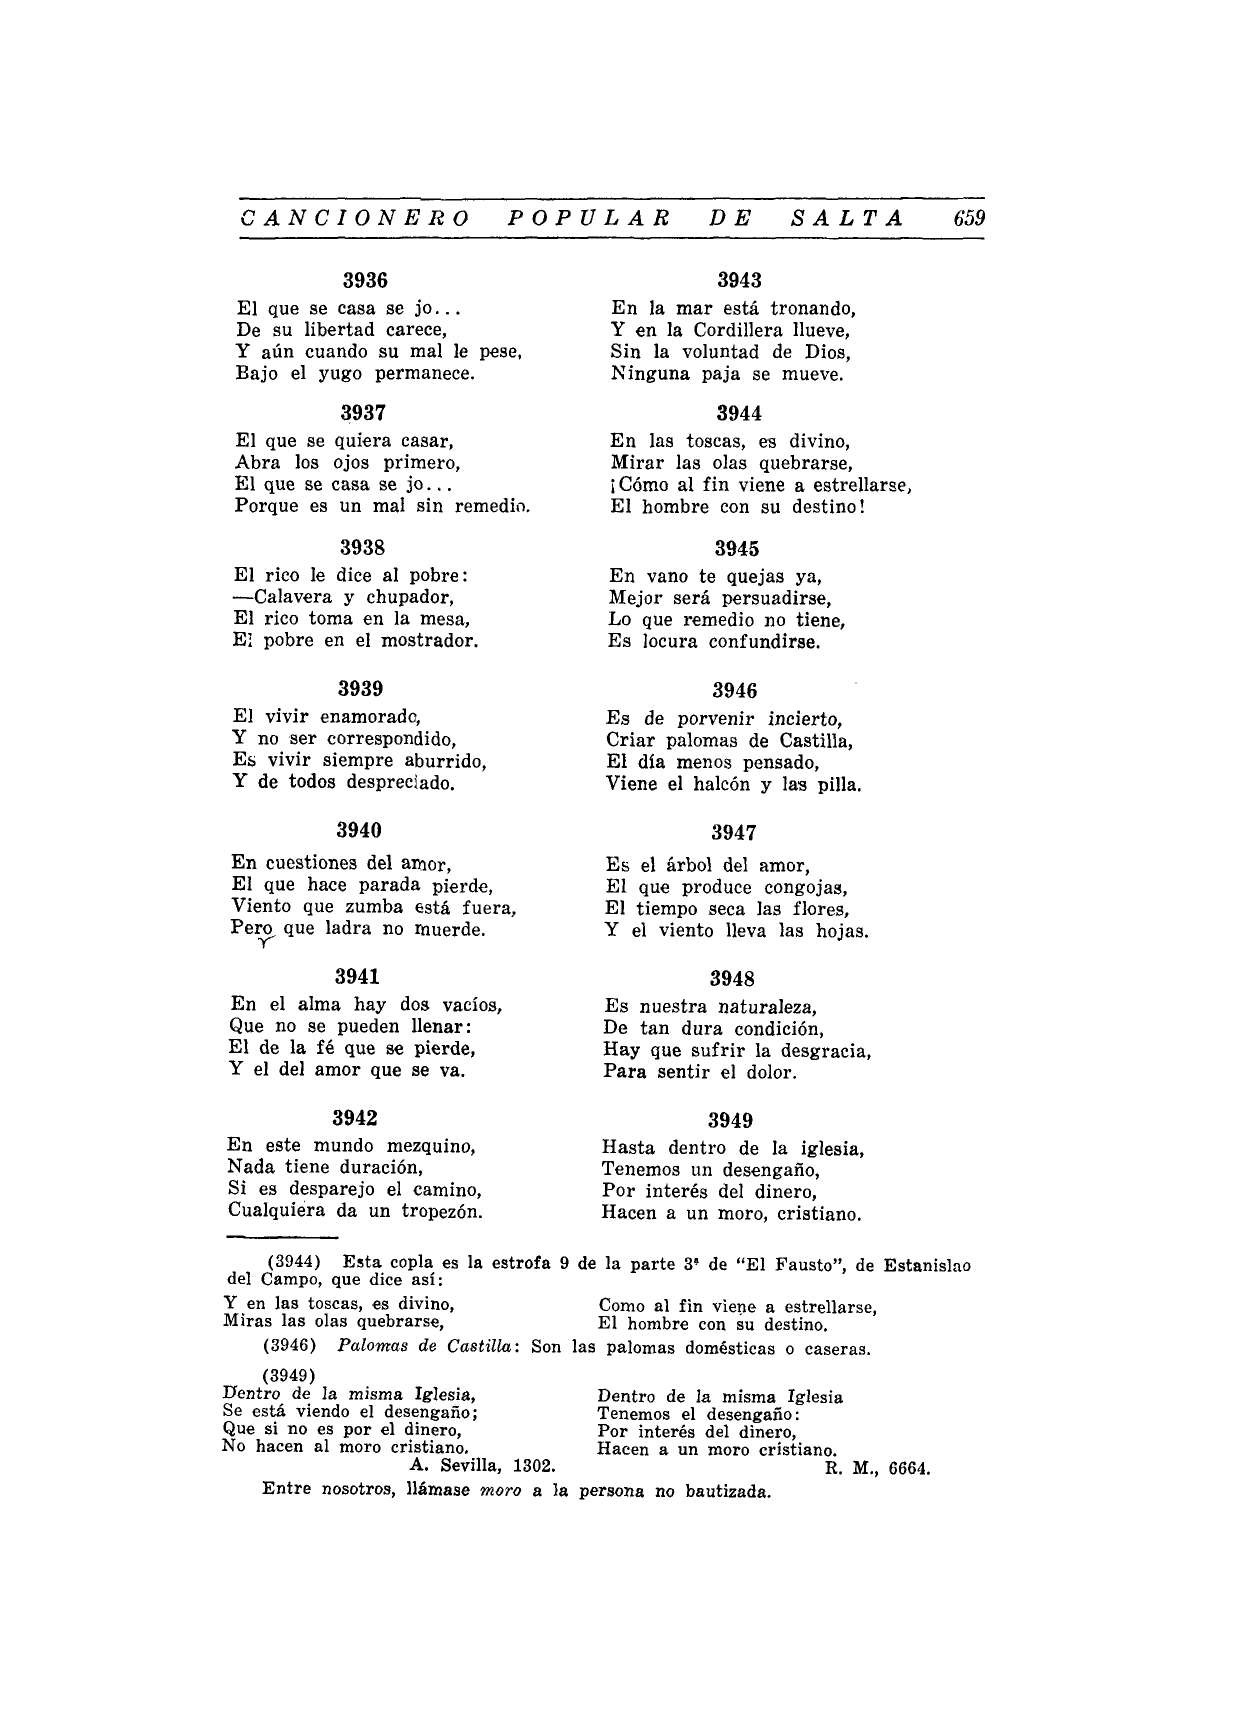 CANCIONERO POPULAR DE SALTA 659
3936
El que se casa se jo...
De su libertad carece,
Y aún cuando su mal le pese,
Bajo el yugo permanece.
3937
El que se quiera casar,
Abra los ojos primero,
El que se casa se jo...
Porque es un mal sin remedio.
3938
El rico le dice al pobre:
—Calavera y chupador,
El rico toma en la mesa,
El pobre en el mostrador.
3939
El vivir enamorado,
Y no ser correspondido,
Es vivir siempre aburrido,
Y de todos despreciado.
3940
En cuestiones del amor,
El que hace parada pierde,
Viento que zumba está fuera,
Pero que ladra no muerde.
3941
En el alma hay dos vacíos,
Que no se pueden llenar:
El de la fé que se pierde,
Y el del amor que se va.
3942
En este mundo mezquino,
Nada tiene duración,
Si es desparejo el camino,
Cualquiera da un tropezón.
3943
En la mar está tronando,
Y en la Cordillera llueve,
Sin la voluntad de Dios,
Ninguna paja se mueve.
3944
En las toscas, es divino,
Mirar las olas quebrarse,
¡Cómo al fin viene a estrellarse,
El hombre con su destino!
3945
En vano te quejas ya,
Mejor será persuadirse,
Lo que remedio no tiene,
Es locura confundirse.
3946
Es de porvenir incierto,
Criar palomas de Castilla,
El día menos pensado,
Viene el halcón y las pilla.
3947
Es el árbol del amor,
El que produce congojas,
El tiempo seca las flores,
Y el viento lleva las hojas.
3948
Es nuestra naturaleza,
De tan dura condición,
Hay que sufrir la desgracia,
Para sentir el dolor.
3949
Hasta dentro de la iglesia,
Tenemos un desengaño,
Por interés del dinero,
Hacen a un moro, cristiano.
(3944) Esta copla es la estrofa 9 de la parte 3ª de “El Fausto”, de Estanislao
del Campo, que dice así:
Y en las toscas, es divino,
Miras las olas quebrarse,
Como al fin viene a estrellarse,
El hombre con su destino.
(3946) Palomas de Castilla: Son las palomas domésticas o caseras.
(3949)
Dentro de la misma Iglesia,
Se está viendo el desengaño;
Que si no es por el dinero,
No hacen al moro cristiano.
A. Sevilla, 1302.
Dentro de la misma Iglesia
Tenemos el desengaño:
Por interés del dinero,
Hacen a un moro cristiano.
R. M., 6664.
Entre nosotros, llámase moro a la persona no bautizada.